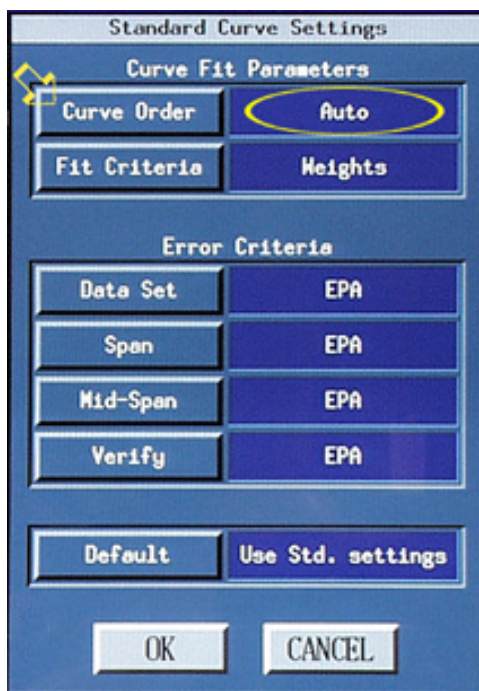 Standard Curve Settings
Curve Fit Parameters
Curve Order Auto
Fit Criteria Weights
Error Criteria
Data Set EPA
Span EPA
Mid-Span EPA
Verify EPA
Default Use Std. settings
OK CANCEL